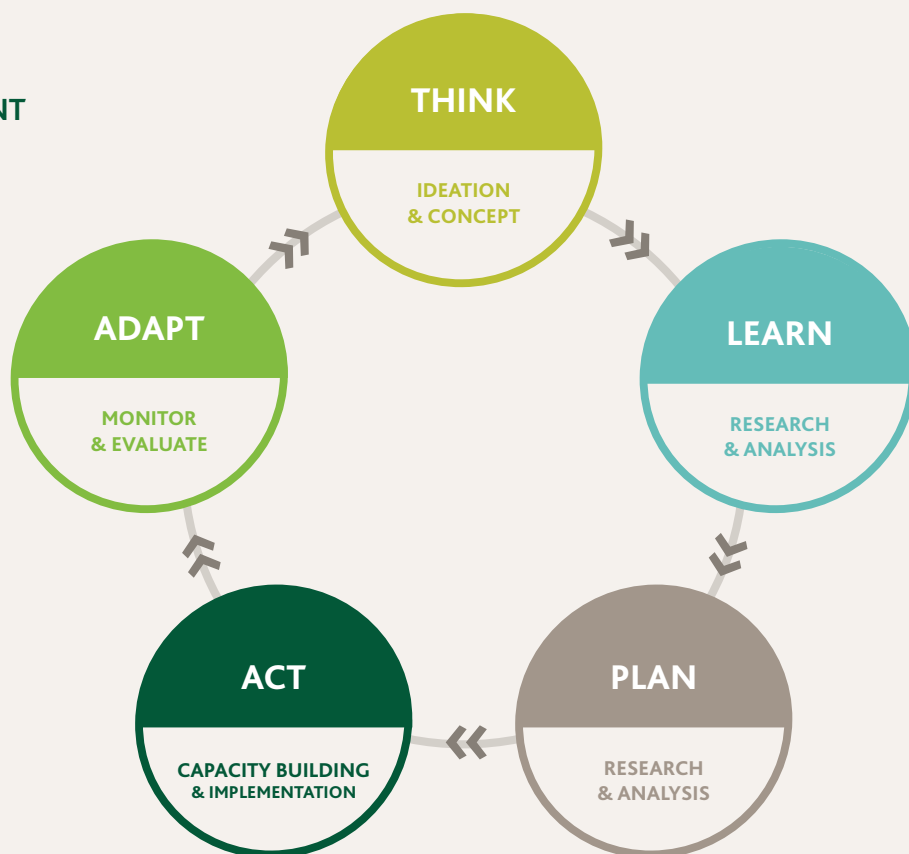 NT
THINK
IDEATION
& CONCEPT
LEARN
RESEARCH
& ANALYSIS
PLAN
RESEARCH
& ANALYSIS
ACT
CAPACITY BUILDING
& IMPLEMENTATION
ADAPT
MONITOR
& EVALUATE